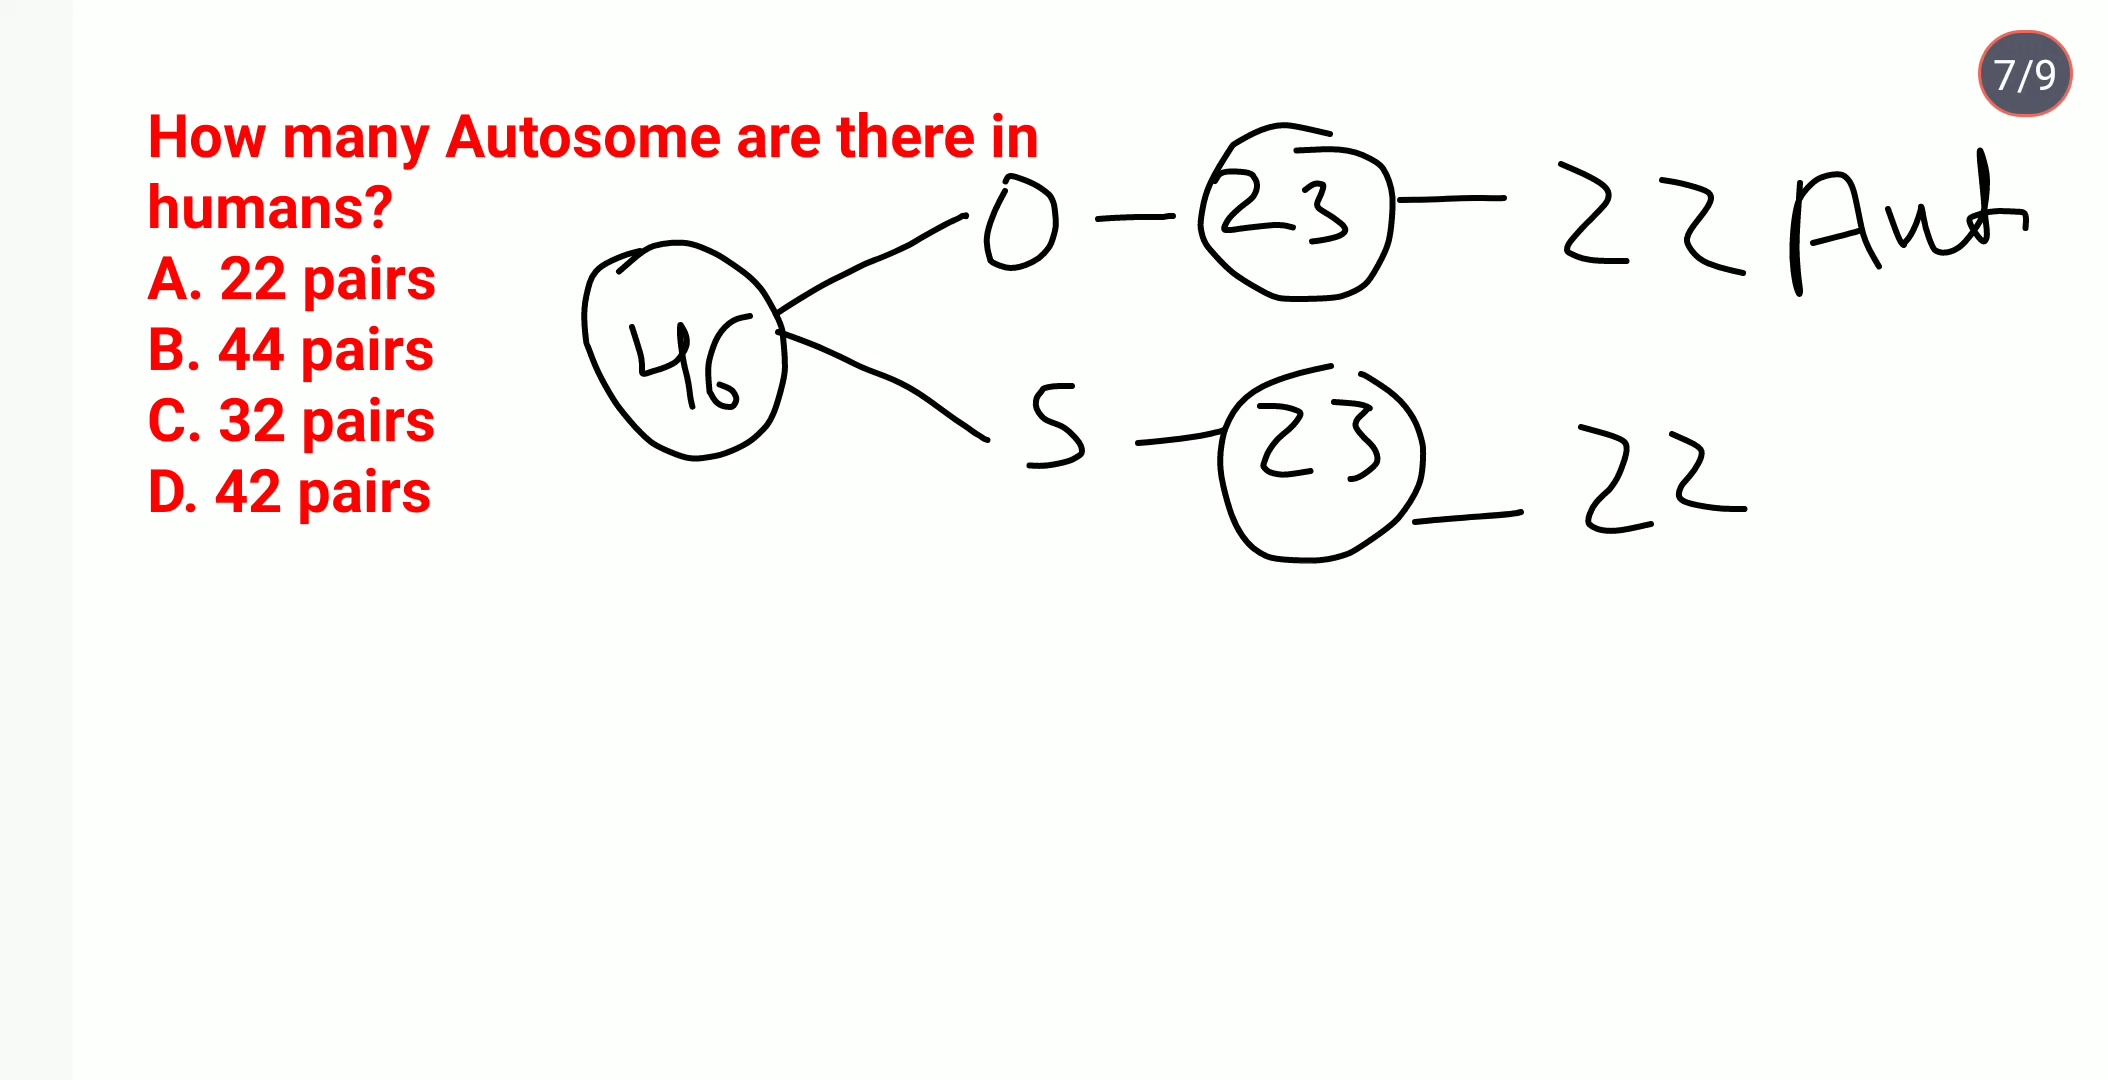 7/9
How many Autosome are there in
humans?
A. 22 pairs
B. 44 pairs
C. 32 pairs
D. 42 pairs
46
O — 23 — 22 Aut
S — 23 — 22